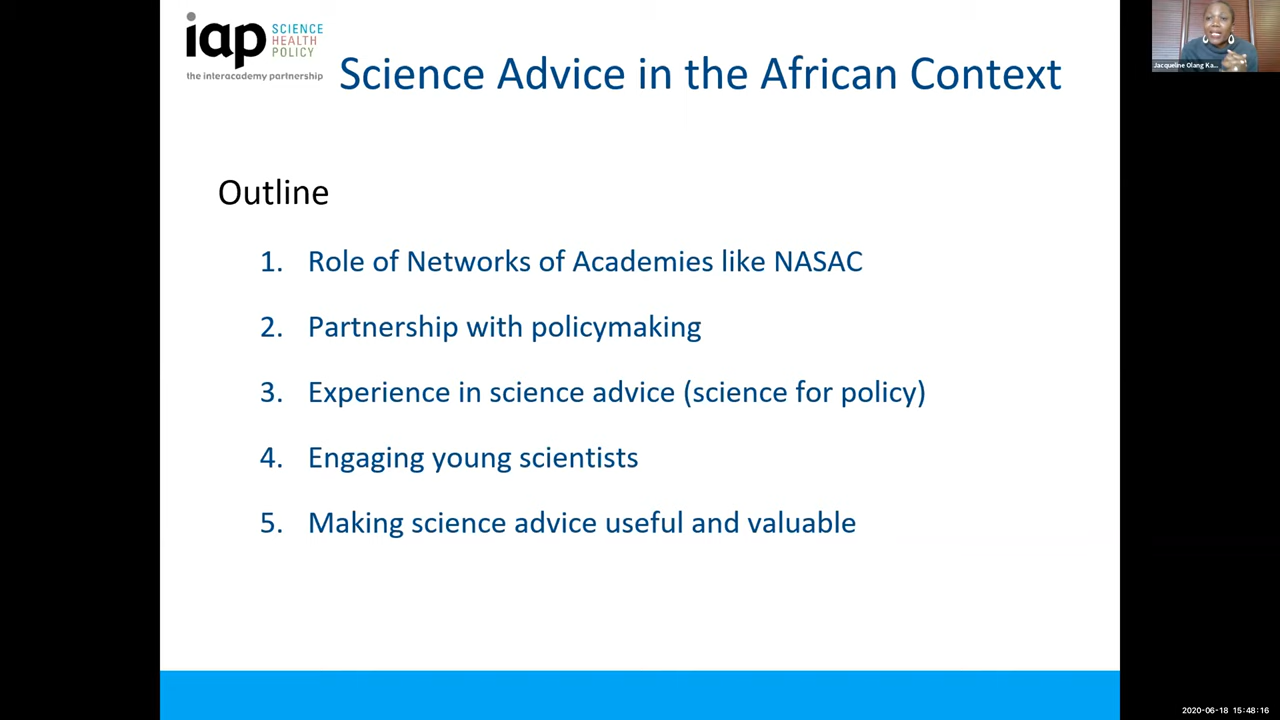 iap SCIENCE
HEALTH
POLICY
the interacademy partnership
Science Advice in the African Context
Jacqueline Olang Ka...
Outline
1. Role of Networks of Academies like NASAC
2. Partnership with policymaking
3. Experience in science advice (science for policy)
4. Engaging young scientists
5. Making science advice useful and valuable
2020-06-18 15:48:16